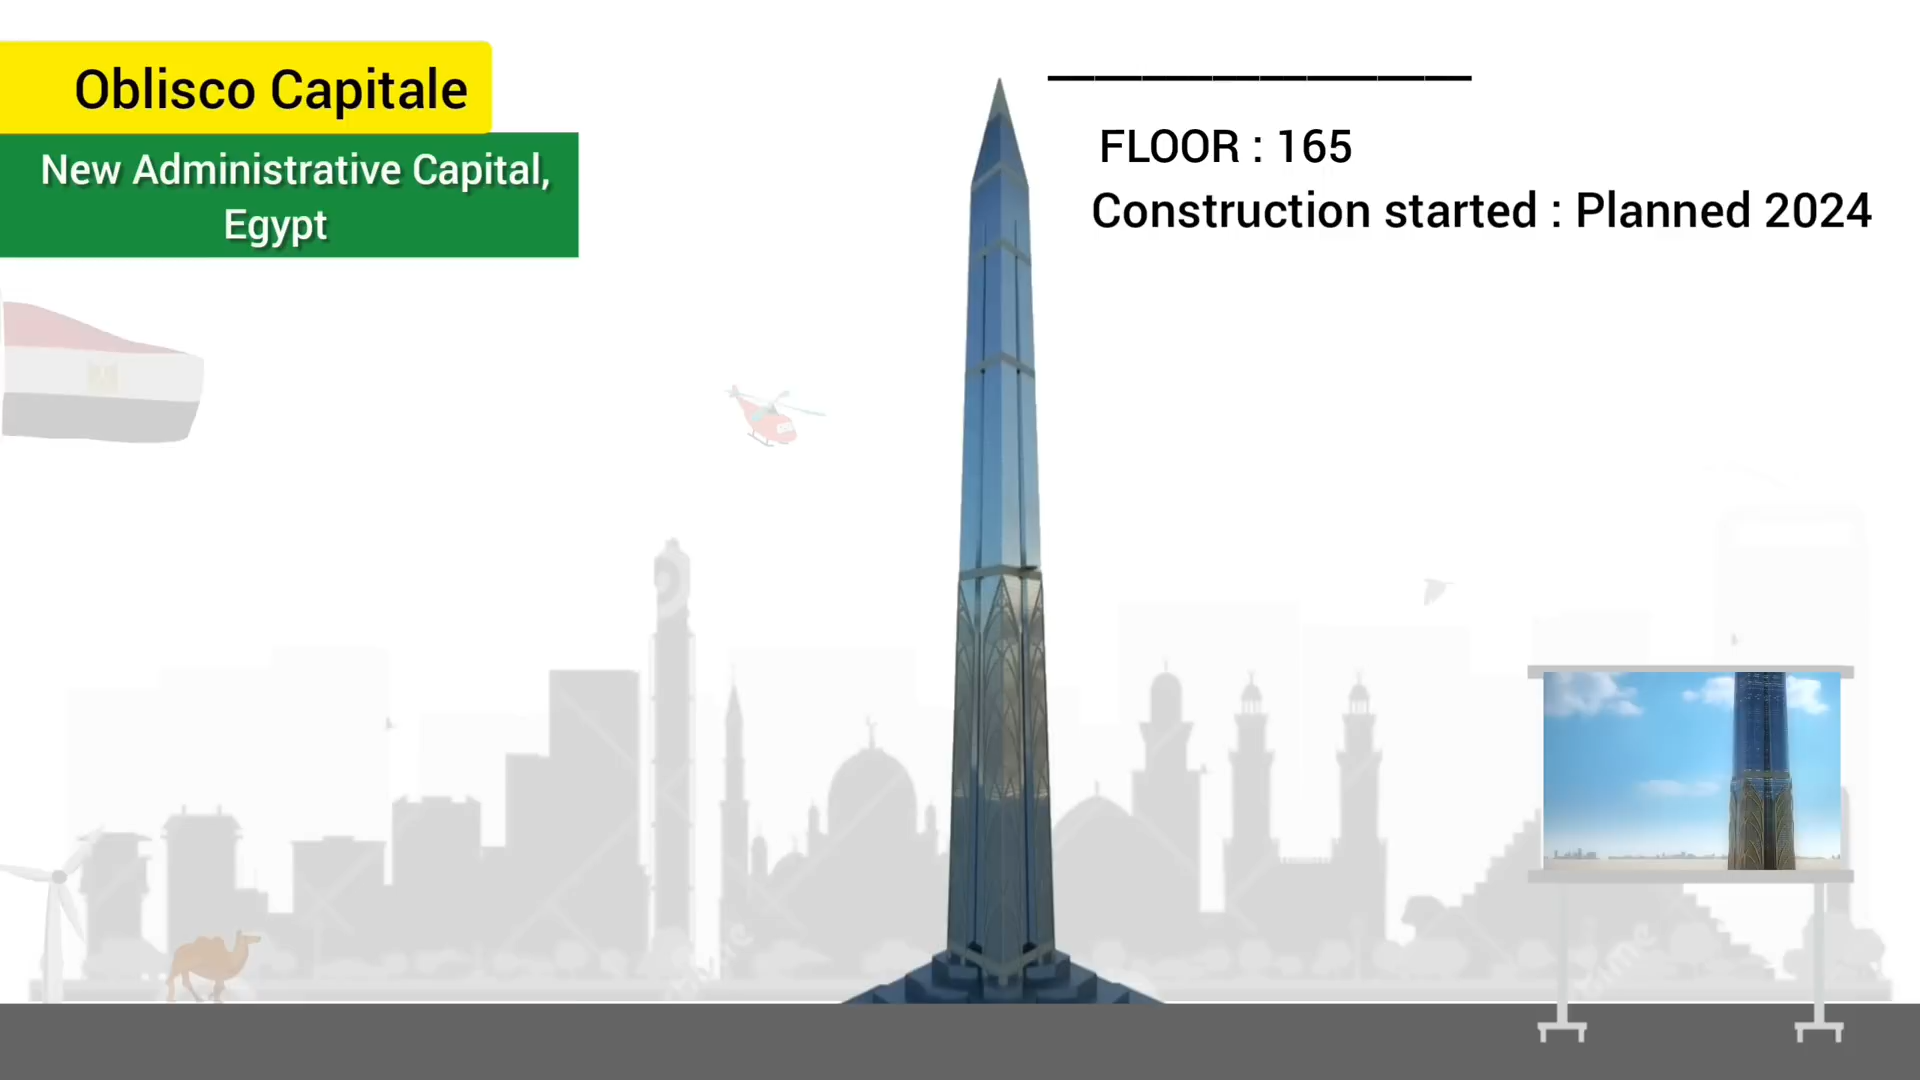 Oblisco Capitale
New Administrative Capital,
Egypt
FLOOR : 165
Construction started : Planned 2024